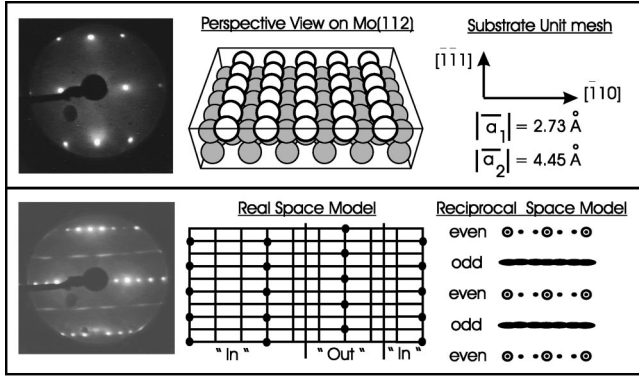 Perspective View on Mo(112)
Substrate Unit mesh
[1̄1̄1]
[1̄10]
|a̅₁| = 2.73 Å
|a̅₂| = 4.45 Å
Real Space Model
Reciprocal Space Model
even
odd
even
odd
even
" In " " Out " " In "